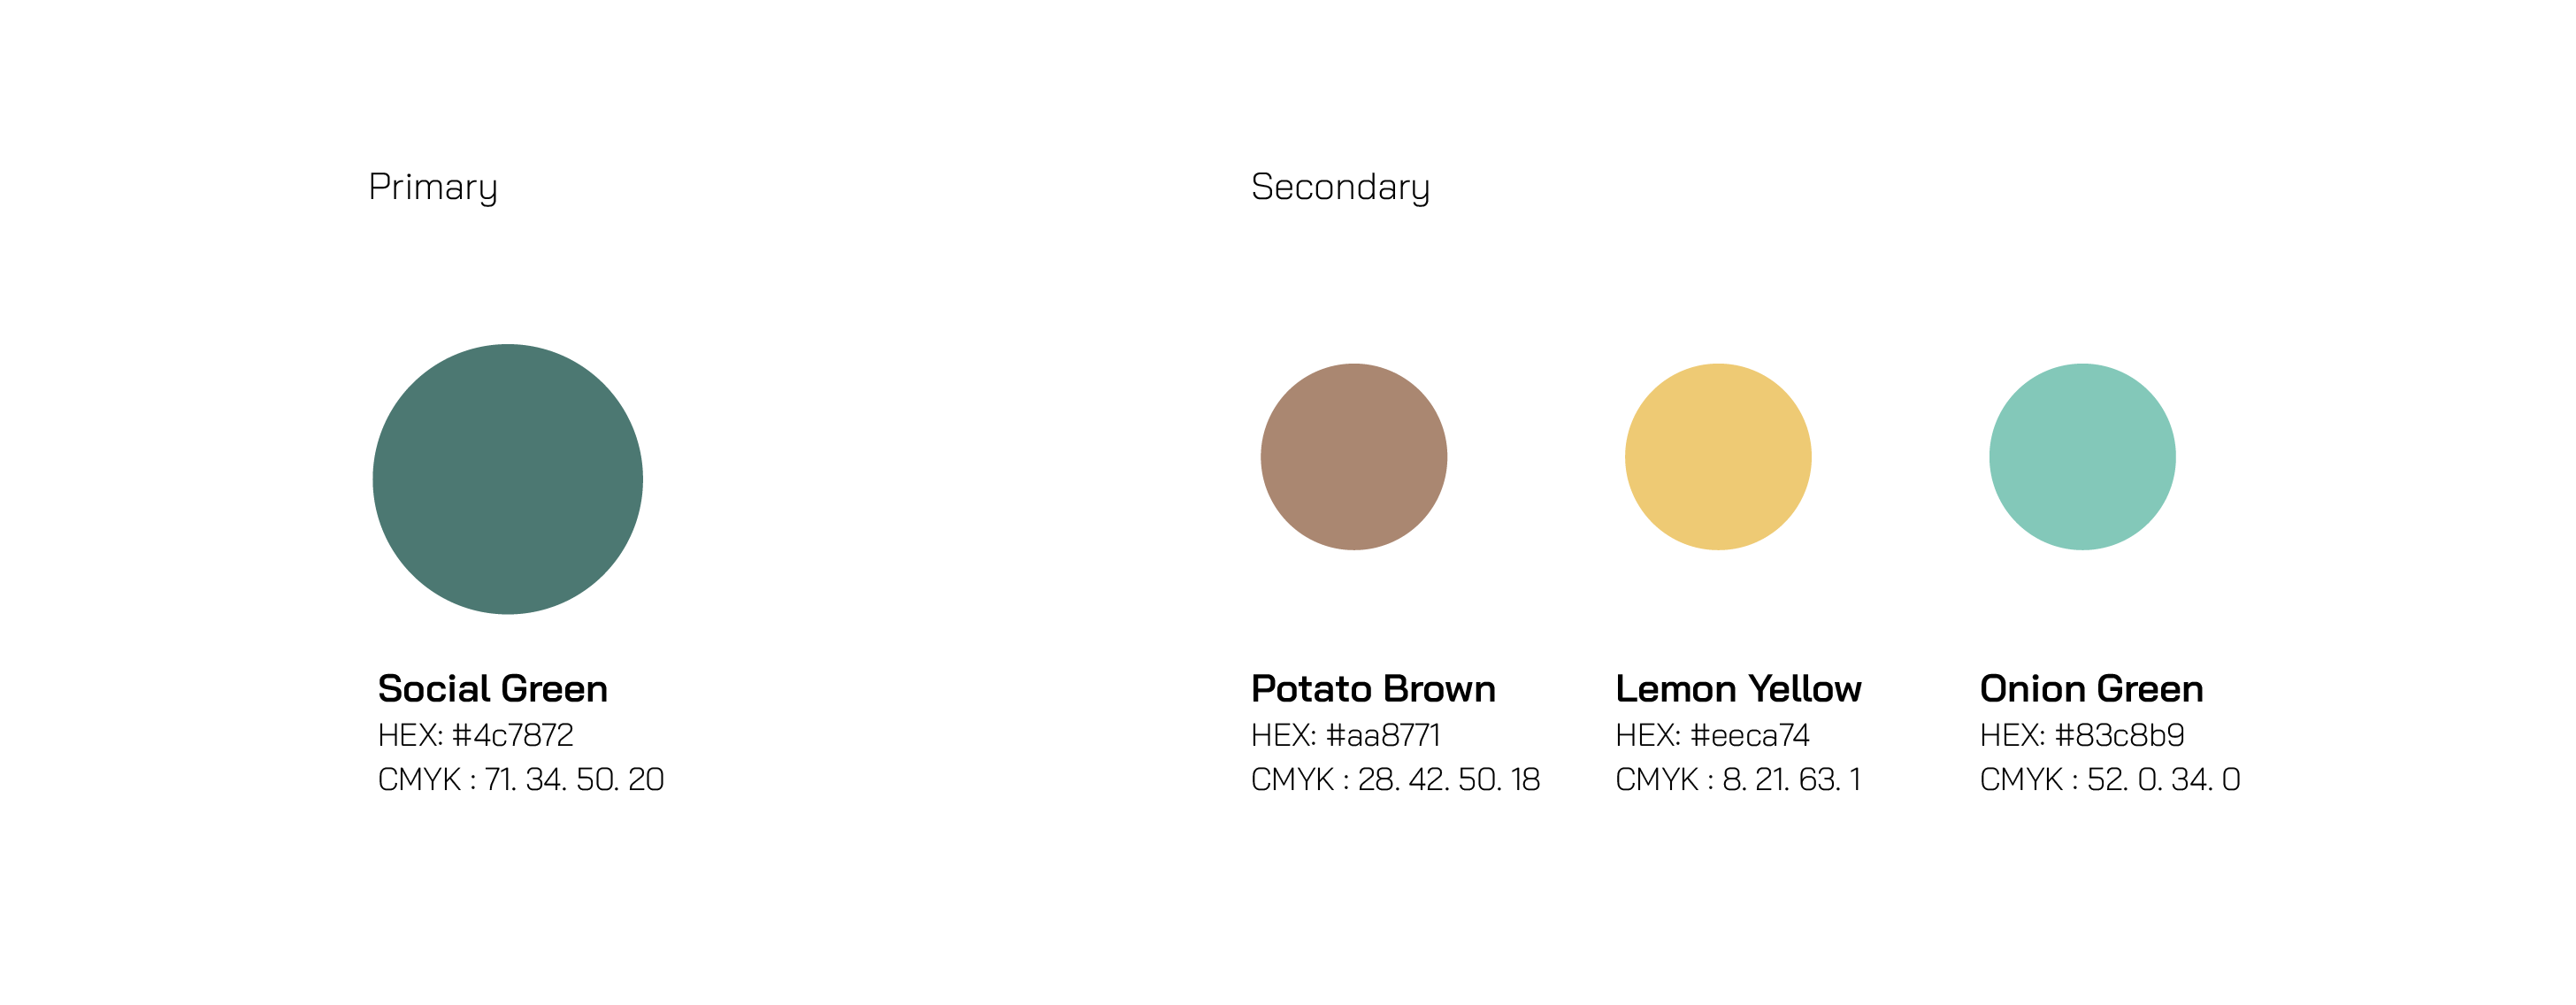 Primary
Secondary
Social Green
HEX: #4c7872
CMYK : 71. 34. 50. 20
Potato Brown
HEX: #aa8771
CMYK : 28. 42. 50. 18
Lemon Yellow
HEX: #eeca74
CMYK : 8. 21. 63. 1
Onion Green
HEX: #83c8b9
CMYK : 52. 0. 34. 0